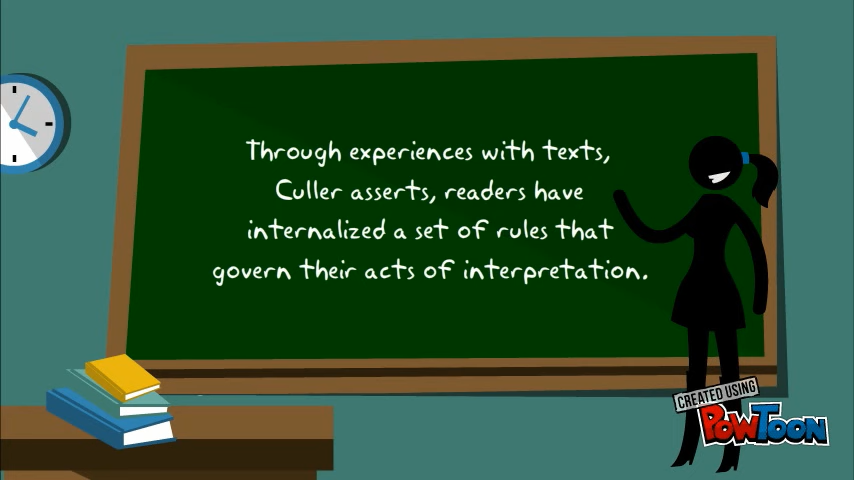 Through experiences with texts,
Culler asserts, readers have
internalized a set of rules that
govern their acts of interpretation.
CREATED USING
POWTOON